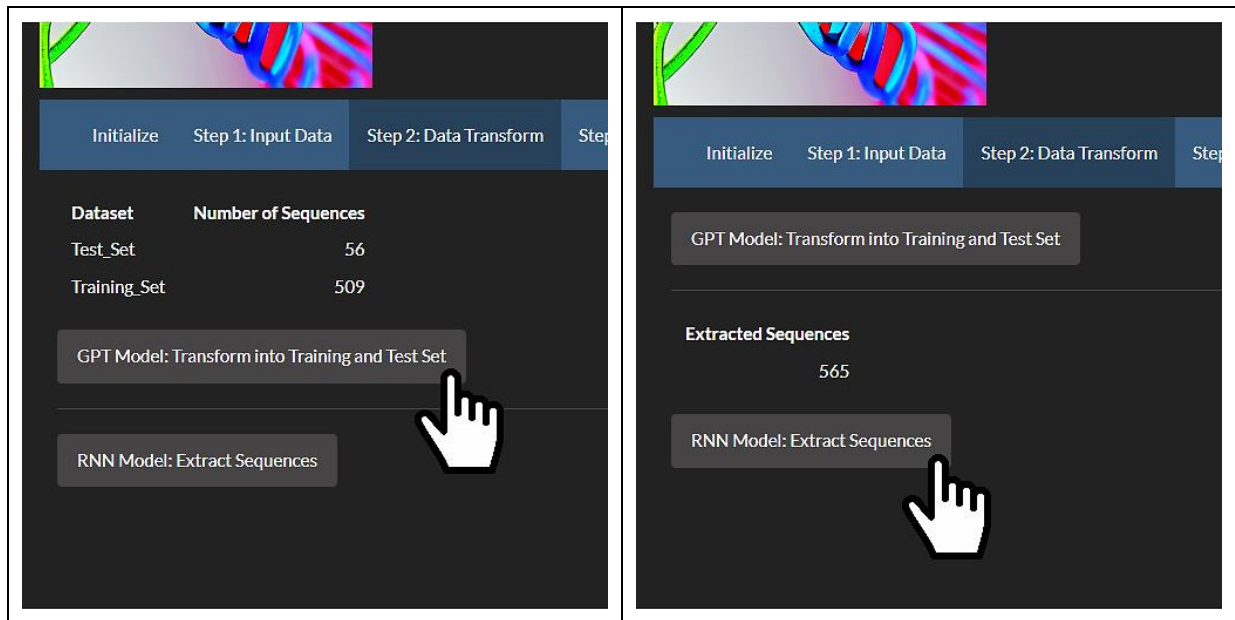 Initialize Step 1: Input Data Step 2: Data Transform Step
Dataset Number of Sequences
Test_Set 56
Training_Set 509
GPT Model: Transform into Training and Test Set
RNN Model: Extract Sequences
Initialize Step 1: Input Data Step 2: Data Transform Step
GPT Model: Transform into Training and Test Set
Extracted Sequences
565
RNN Model: Extract Sequences